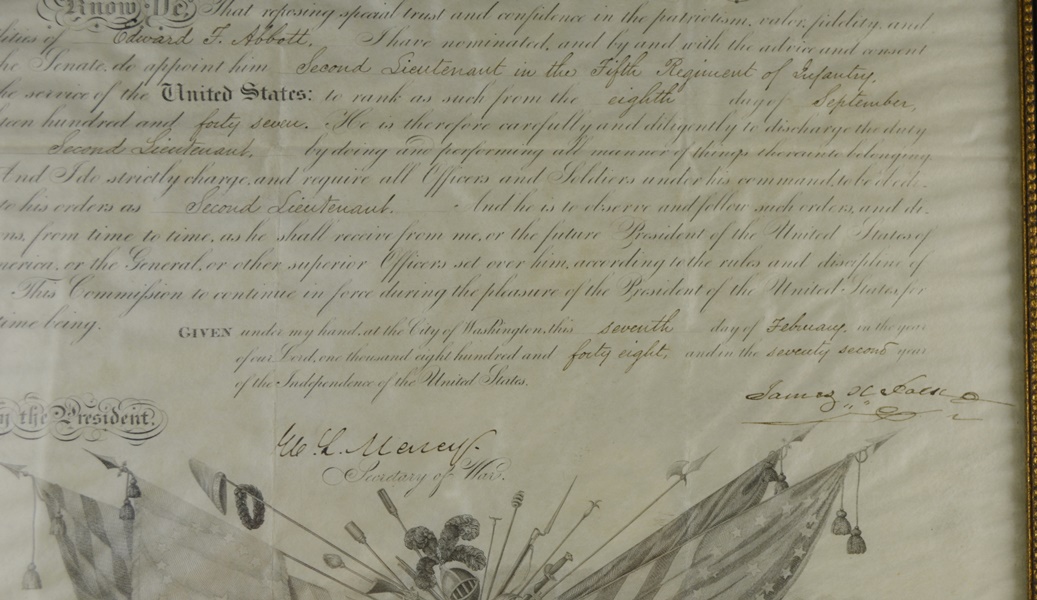 Know Ye, That reposing special trust and confidence in the patriotism, valor, fidelity, and
lities of Edward F. Abbott, I have nominated, and by and with the advice and consent
he Senate, do appoint him Second Lieutenant in the Fifth Regiment of Infantry,
he service of the United States: to rank as such from the eighth day of September,
teen hundred and forty seven. He is therefore carefully and diligently to discharge the duty
Second Lieutenant, by doing and performing all manner of things thereunto belonging.
And I do strictly charge, and require all Officers and Soldiers under his command, to be obedi-
to his orders as Second Lieutenant. And he is to observe and follow such orders, and di-
ns, from time to time, as he shall receive from me, or the future President of the United States of
merica, or the General, or other superior Officers set over him, according to the rules and discipline of
This Commission to continue in force during the pleasure of the President of the United States for
time being.
GIVEN under my hand, at the City of Washington, this seventh day of February, in the year
of our Lord, one thousand eight hundred and forty eight, and in the seventy second year
of the Independence of the United States.
James K Polk
y the President.
W. L. Marcy.
Secretary of War.